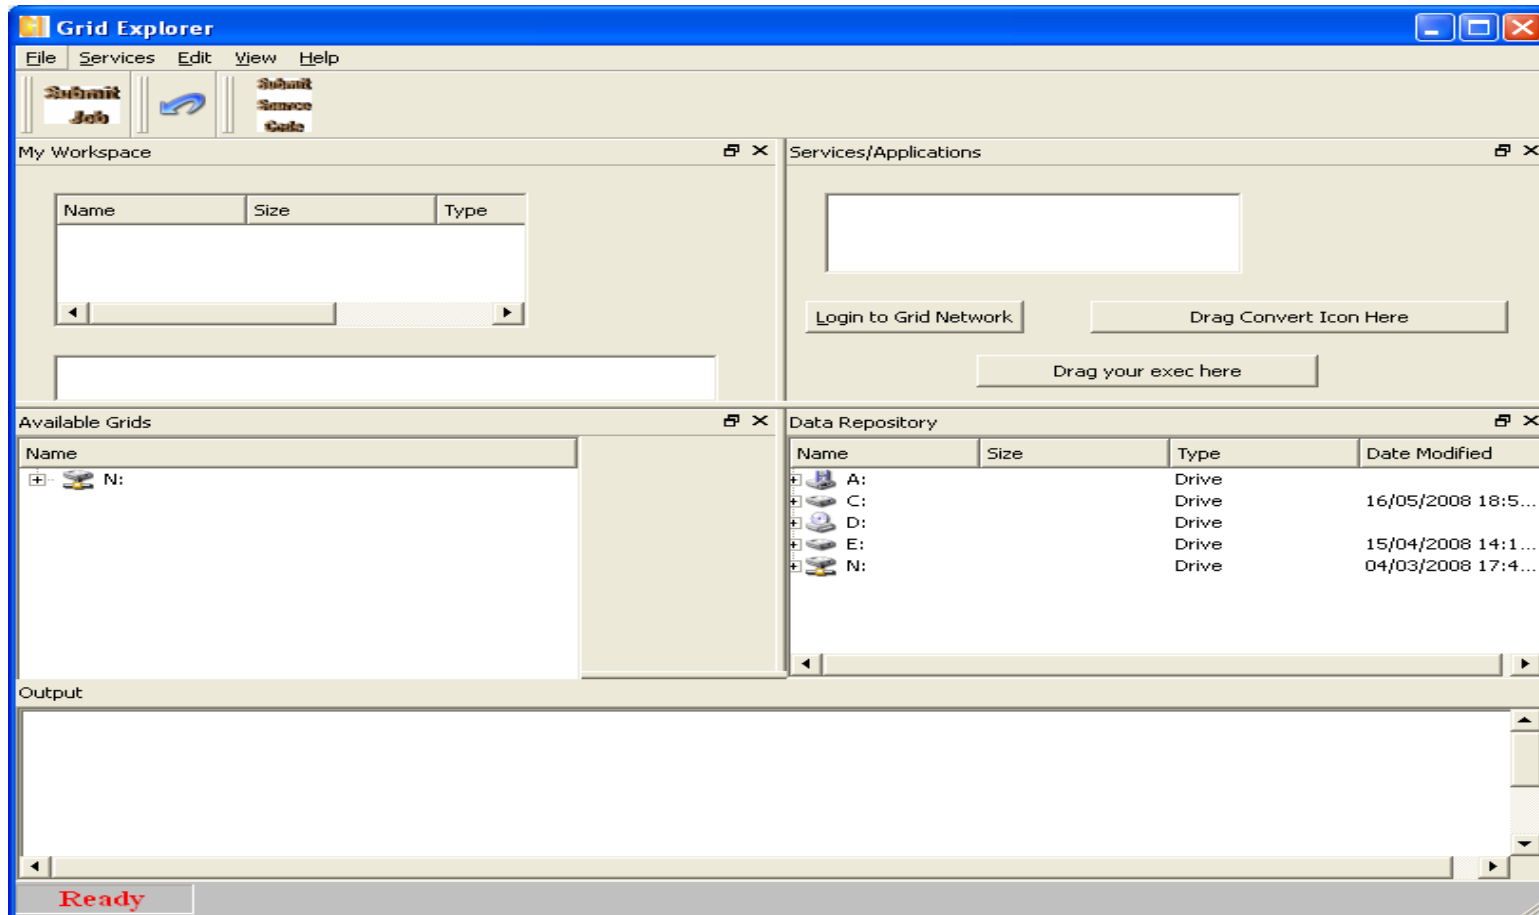 Grid Explorer
File Services Edit View Help
Submit Job
Submit Source Code
My Workspace
Name Size Type
Services/Applications
Login to Grid Network
Drag Convert Icon Here
Drag your exec here
Available Grids
Name
N:
Data Repository
Name Size Type Date Modified
A: Drive
C: Drive 16/05/2008 18:5...
D: Drive
E: Drive 15/04/2008 14:1...
N: Drive 04/03/2008 17:4...
Output
Ready